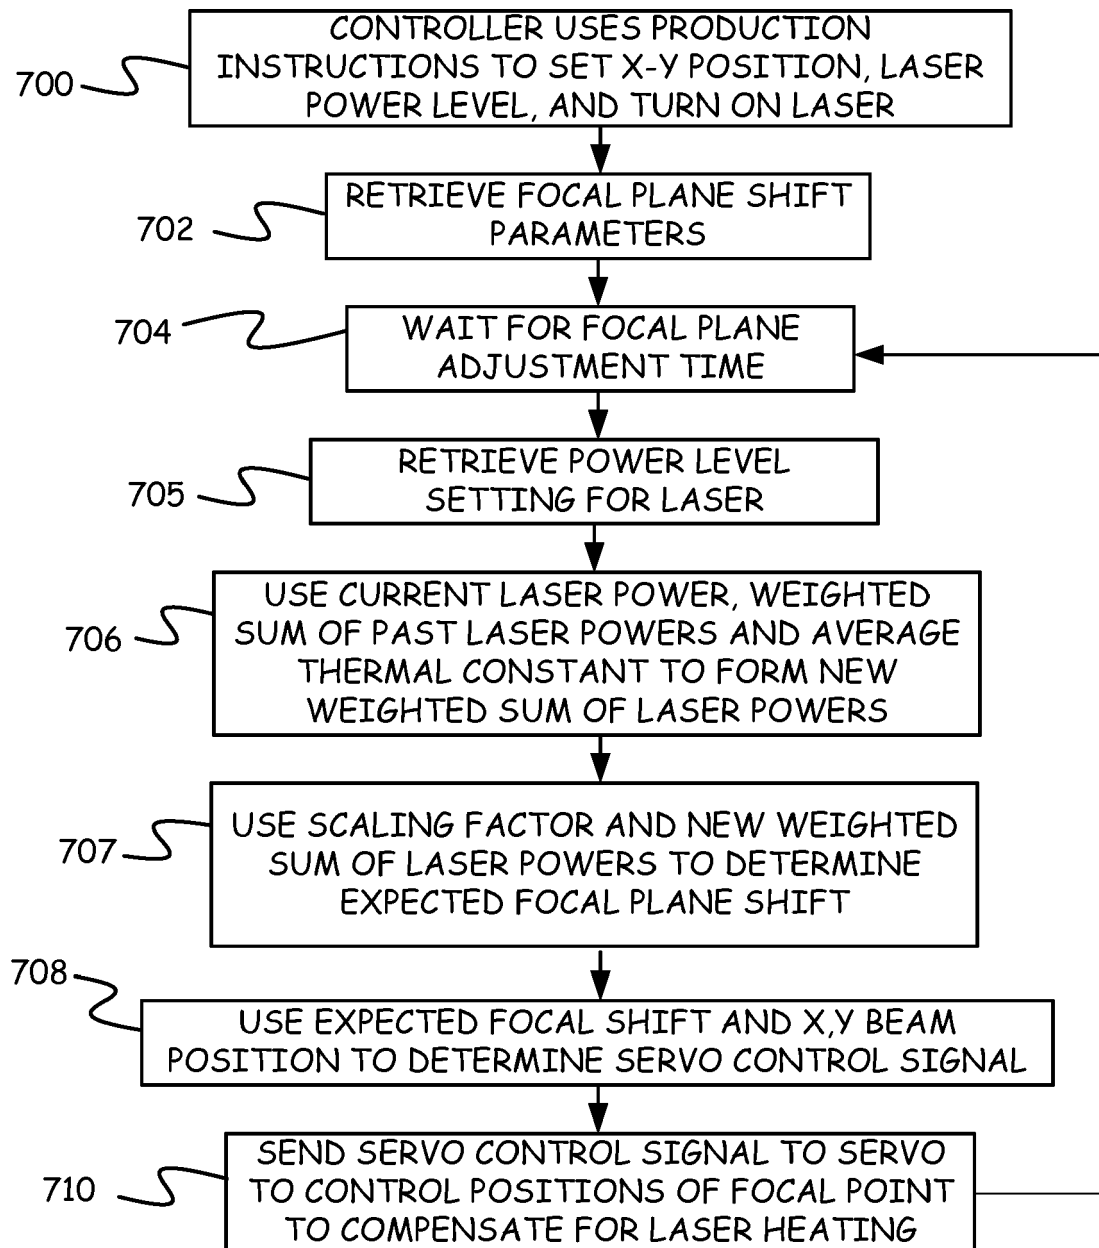 CONTROLLER USES PRODUCTION
INSTRUCTIONS TO SET X-Y POSITION, LASER
POWER LEVEL, AND TURN ON LASER
700
RETRIEVE FOCAL PLANE SHIFT
PARAMETERS
702
WAIT FOR FOCAL PLANE
ADJUSTMENT TIME
704
RETRIEVE POWER LEVEL
SETTING FOR LASER
705
USE CURRENT LASER POWER, WEIGHTED
SUM OF PAST LASER POWERS AND AVERAGE
THERMAL CONSTANT TO FORM NEW
WEIGHTED SUM OF LASER POWERS
706
USE SCALING FACTOR AND NEW WEIGHTED
SUM OF LASER POWERS TO DETERMINE
EXPECTED FOCAL PLANE SHIFT
707
708
USE EXPECTED FOCAL SHIFT AND X,Y BEAM
POSITION TO DETERMINE SERVO CONTROL SIGNAL
SEND SERVO CONTROL SIGNAL TO SERVO
TO CONTROL POSITIONS OF FOCAL POINT
TO COMPENSATE FOR LASER HEATING
710